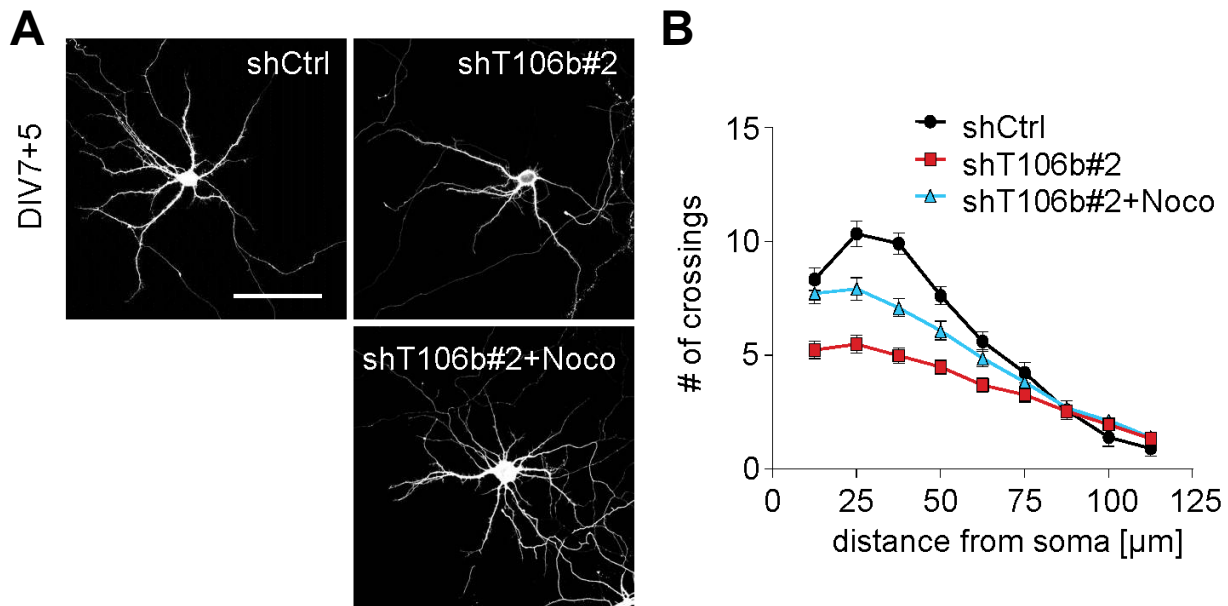 A
shCtrl
shT106b#2
DIV7+5
shT106b#2+Noco
B
shCtrl
shT106b#2
shT106b#2+Noco
# of crossings
15
10
5
0
0 25 50 75 100 125
distance from soma [µm]